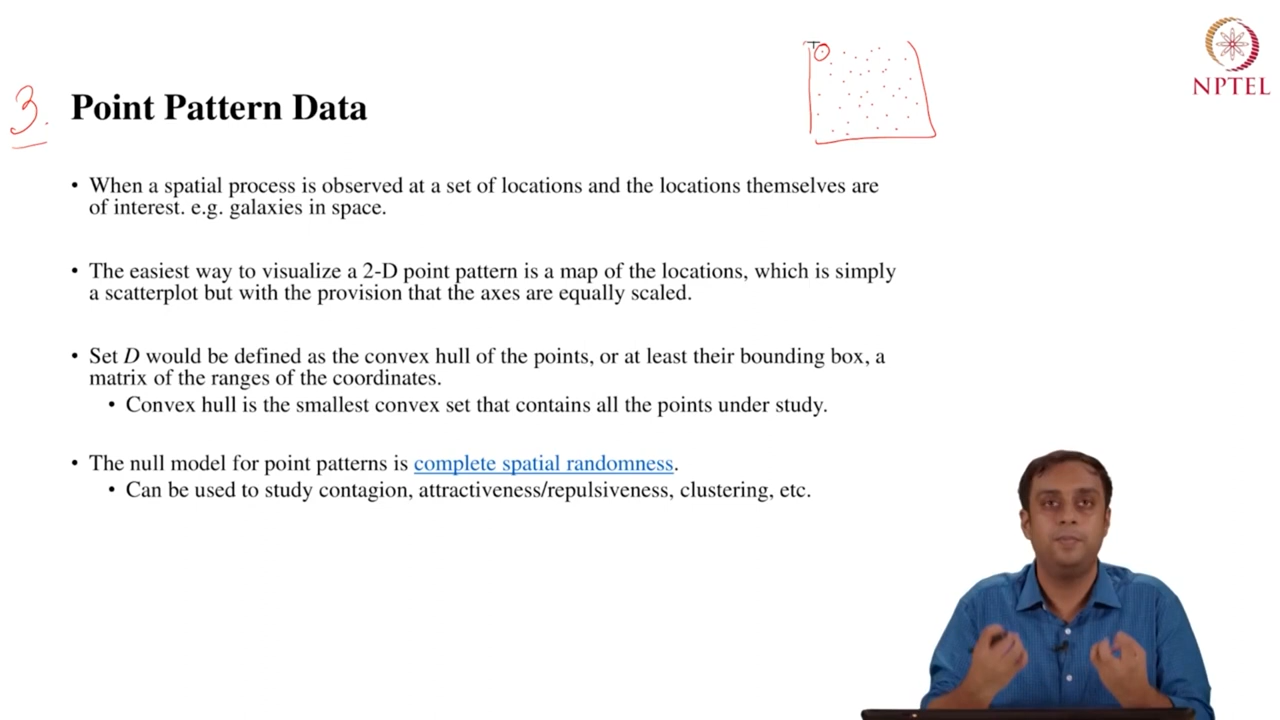 NPTEL
3.
Point Pattern Data
• When a spatial process is observed at a set of locations and the locations themselves are
of interest. e.g. galaxies in space.
• The easiest way to visualize a 2-D point pattern is a map of the locations, which is simply
a scatterplot but with the provision that the axes are equally scaled.
• Set D would be defined as the convex hull of the points, or at least their bounding box, a
matrix of the ranges of the coordinates.
• Convex hull is the smallest convex set that contains all the points under study.
• The null model for point patterns is complete spatial randomness.
• Can be used to study contagion, attractiveness/repulsiveness, clustering, etc.